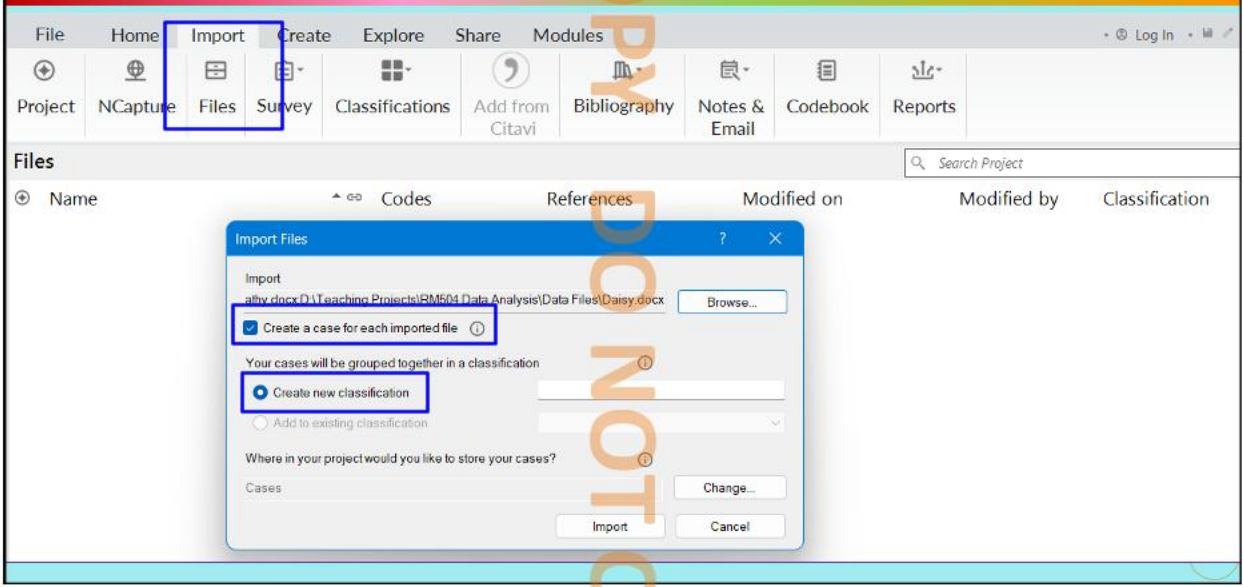 File Home Import Create Explore Share Modules Log In
Project NCapture Files Survey Classifications Add from Citavi Bibliography Notes & Email Codebook Reports
Files Search Project
Name Codes References Modified on Modified by Classification
Import Files ?
Import
athy.docx;D:\Teaching Projects\RM504 Data Analysis\Data Files\Daisy.docx Browse...
Create a case for each imported file
Your cases will be grouped together in a classification
Create new classification
Add to existing classification
Where in your project would you like to store your cases?
Cases Change...
Import Cancel
OPY DO NOT C